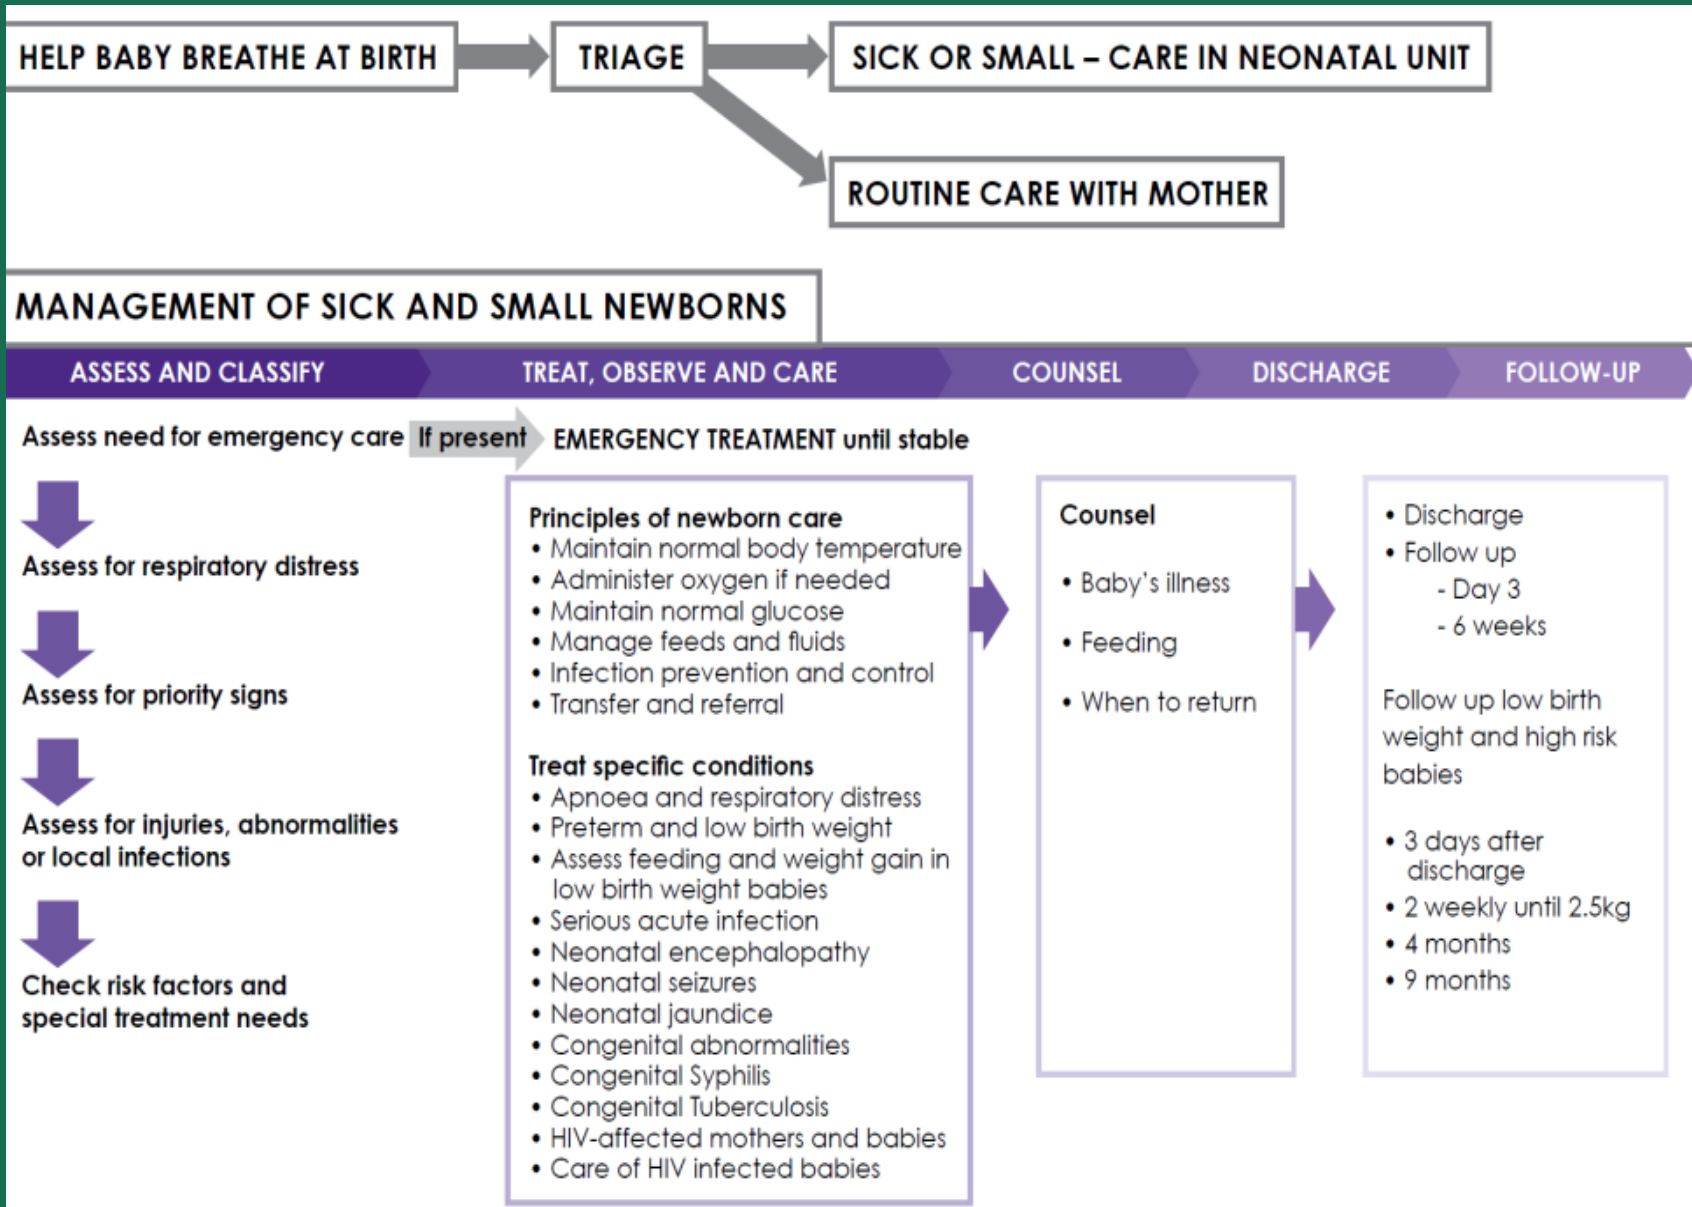 HELP BABY BREATHE AT BIRTH
TRIAGE
SICK OR SMALL – CARE IN NEONATAL UNIT
ROUTINE CARE WITH MOTHER
MANAGEMENT OF SICK AND SMALL NEWBORNS
ASSESS AND CLASSIFY
TREAT, OBSERVE AND CARE
COUNSEL
DISCHARGE
FOLLOW-UP
Assess need for emergency care
If present
EMERGENCY TREATMENT until stable
Assess for respiratory distress
Assess for priority signs
Assess for injuries, abnormalities
or local infections
Check risk factors and
special treatment needs
Principles of newborn care
• Maintain normal body temperature
• Administer oxygen if needed
• Maintain normal glucose
• Manage feeds and fluids
• Infection prevention and control
• Transfer and referral
Treat specific conditions
• Apnoea and respiratory distress
• Preterm and low birth weight
• Assess feeding and weight gain in
low birth weight babies
• Serious acute infection
• Neonatal encephalopathy
• Neonatal seizures
• Neonatal jaundice
• Congenital abnormalities
• Congenital Syphilis
• Congenital Tuberculosis
• HIV-affected mothers and babies
• Care of HIV infected babies
Counsel
• Baby's illness
• Feeding
• When to return
• Discharge
• Follow up
- Day 3
- 6 weeks
Follow up low birth
weight and high risk
babies
• 3 days after
discharge
• 2 weekly until 2.5kg
• 4 months
• 9 months